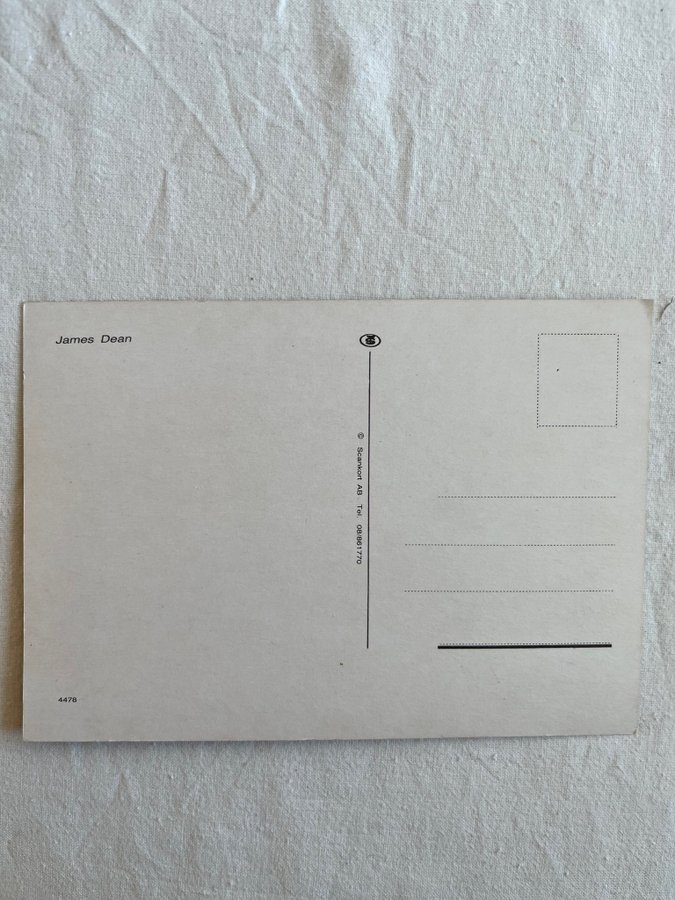 James Dean
© Scankort AB. Tel. 08/861770
4478